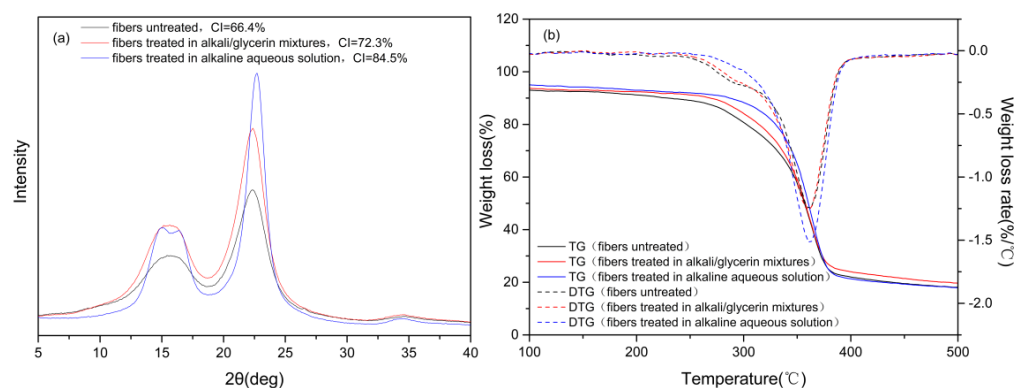 (a)
fibers untreated，CI=66.4%
fibers treated in alkali/glycerin mixtures，CI=72.3%
fibers treated in alkaline aqueous solution，CI=84.5%
Intensity
5 10 15 20 25 30 35 40
2θ(deg)
(b)
120
100
80
60
40
20
0
Weight loss(%)
0.0
-0.5
-1.0
-1.5
-2.0
Weight loss rate(%/℃)
TG（fibers untreated）
TG（fibers treated in alkali/glycerin mixtures）
TG（fibers treated in alkaline aqueous solution）
DTG（fibers untreated）
DTG（fibers treated in alkali/glycerin mixtures）
DTG（fibers treated in alkaline aqueous solution）
100 200 300 400 500
Temperature(℃)